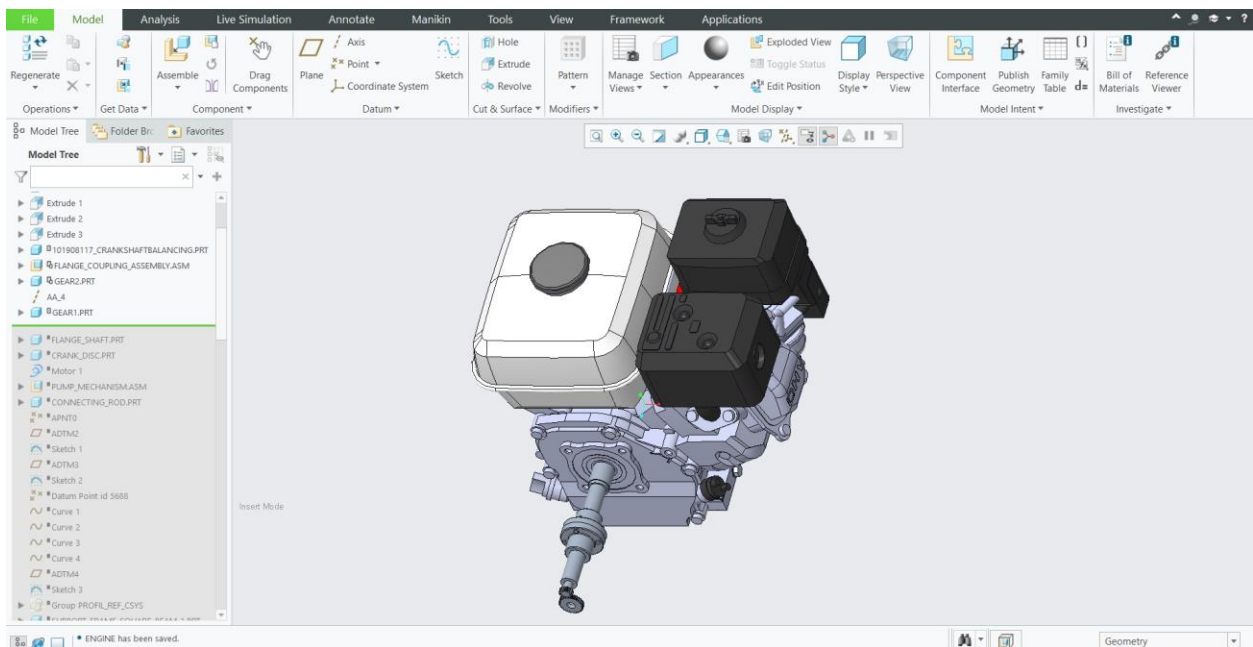 File Model Analysis Live Simulation Annotate Manikin Tools View Framework Applications
Regenerate
Operations
Get Data
Assemble
Drag
Components
Component
Plane
Axis
Point
Coordinate System
Sketch
Datum
Hole
Extrude
Revolve
Cut & Surface
Pattern
Modifiers
Manage
Views
Section
Appearances
Exploded View
Toggle Status
Edit Position
Display
Style
Perspective
View
Model Display
Component
Interface
Publish
Geometry
Family
Table
d=
Model Intent
Bill of
Materials
Reference
Viewer
Investigate
Model Tree Folder Brc Favorites
Model Tree
Extrude 1
Extrude 2
Extrude 3
101908117_CRANKSHAFTBALANCING.PRT
FLANGE_COUPLING_ASSEMBLY.ASM
GEAR2.PRT
AA_4
GEAR1.PRT
FLANGE_SHAFT.PRT
CRANK_DISC.PRT
Motor 1
PUMP_MECHANISM.ASM
CONNECTING_ROD.PRT
APNT0
ADTM2
Sketch 1
ADTM3
Sketch 2
Datum Point id 5688
Curve 1
Curve 2
Curve 3
Curve 4
ADTM4
Sketch 3
Group PROFIL_REF_CSYS
Insert Mode
ENGINE has been saved.
Geometry